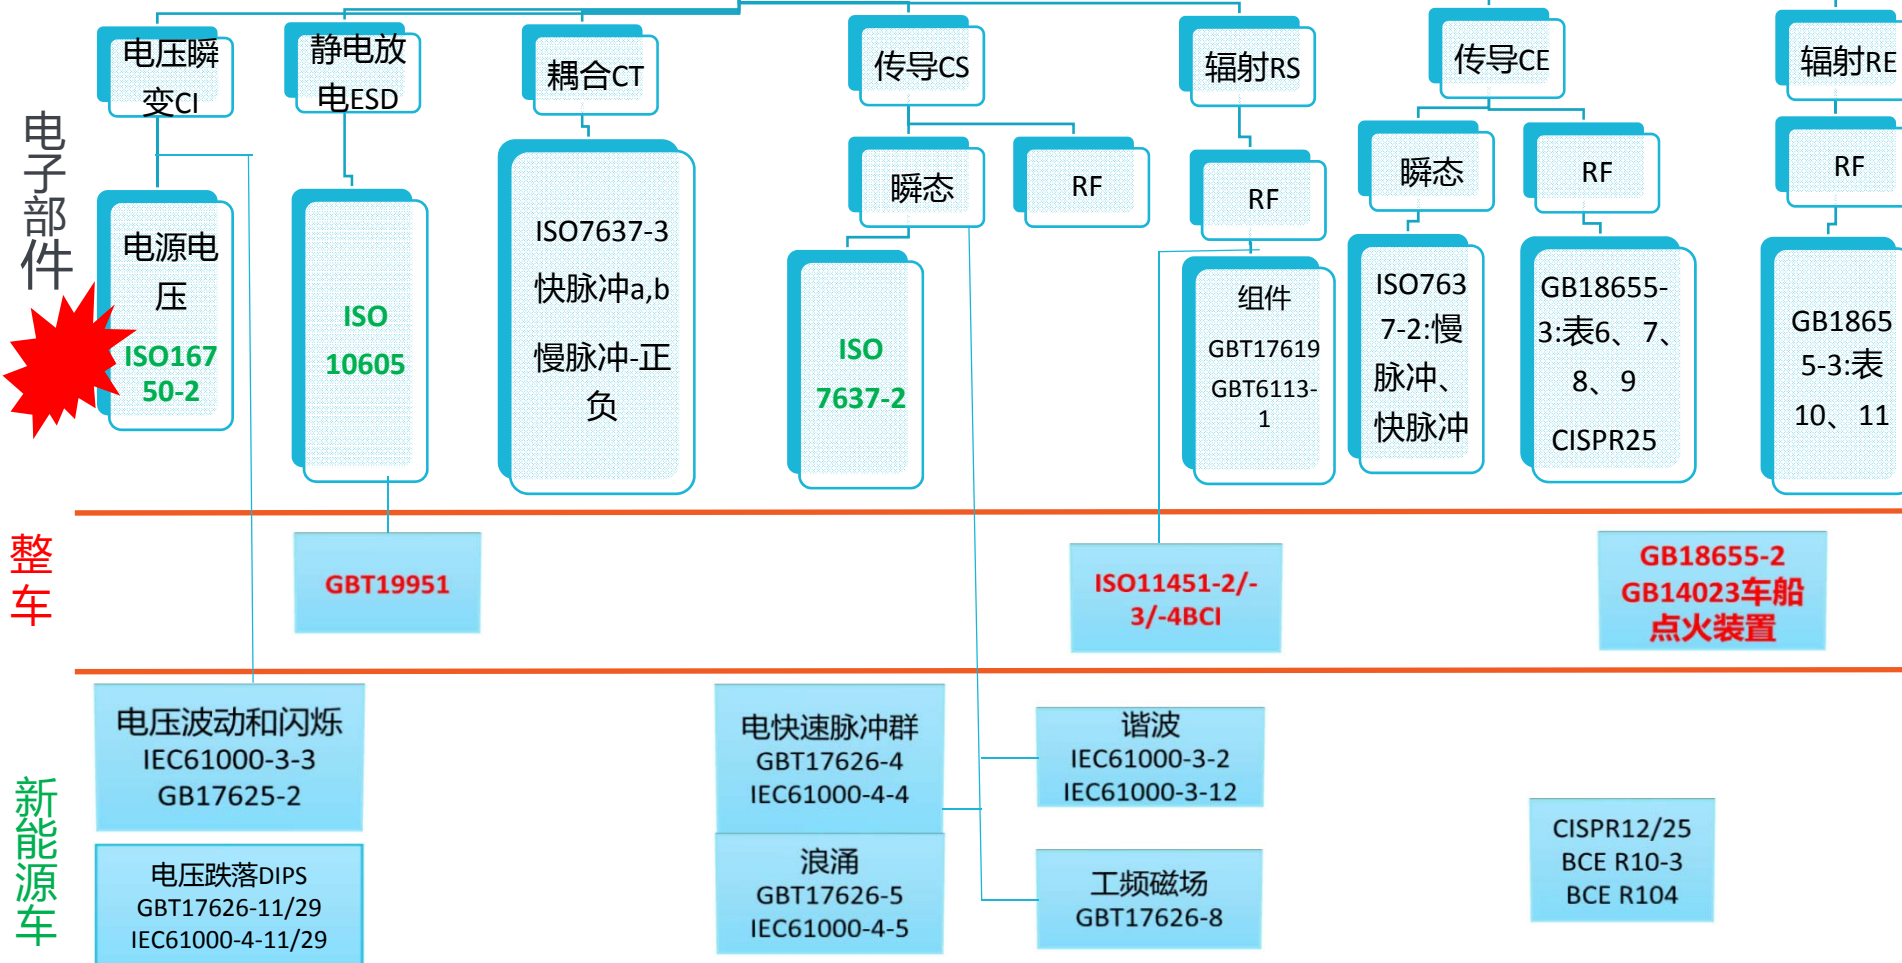 电子部件
电压瞬
变CI
静电放
电ESD
耦合CT
传导CS
辐射RS
传导CE
辐射RE
瞬态
RF
RF
瞬态
RF
RF
电源电
压
ISO167
50-2
ISO
10605
ISO7637-3
快脉冲a,b
慢脉冲-正
负
ISO
7637-2
组件
GBT17619
GBT6113-
1
ISO763
7-2:慢
脉冲、
快脉冲
GB18655-
3:表6、7、
8、9
CISPR25
GB1865
5-3:表
10、11
整车
GBT19951
ISO11451-2/-
3/-4BCI
GB18655-2
GB14023车船
点火装置
新能源车
电压波动和闪烁
IEC61000-3-3
GB17625-2
电压跌落DIPS
GBT17626-11/29
IEC61000-4-11/29
电快速脉冲群
GBT17626-4
IEC61000-4-4
浪涌
GBT17626-5
IEC61000-4-5
谐波
IEC61000-3-2
IEC61000-3-12
工频磁场
GBT17626-8
CISPR12/25
BCE R10-3
BCE R104